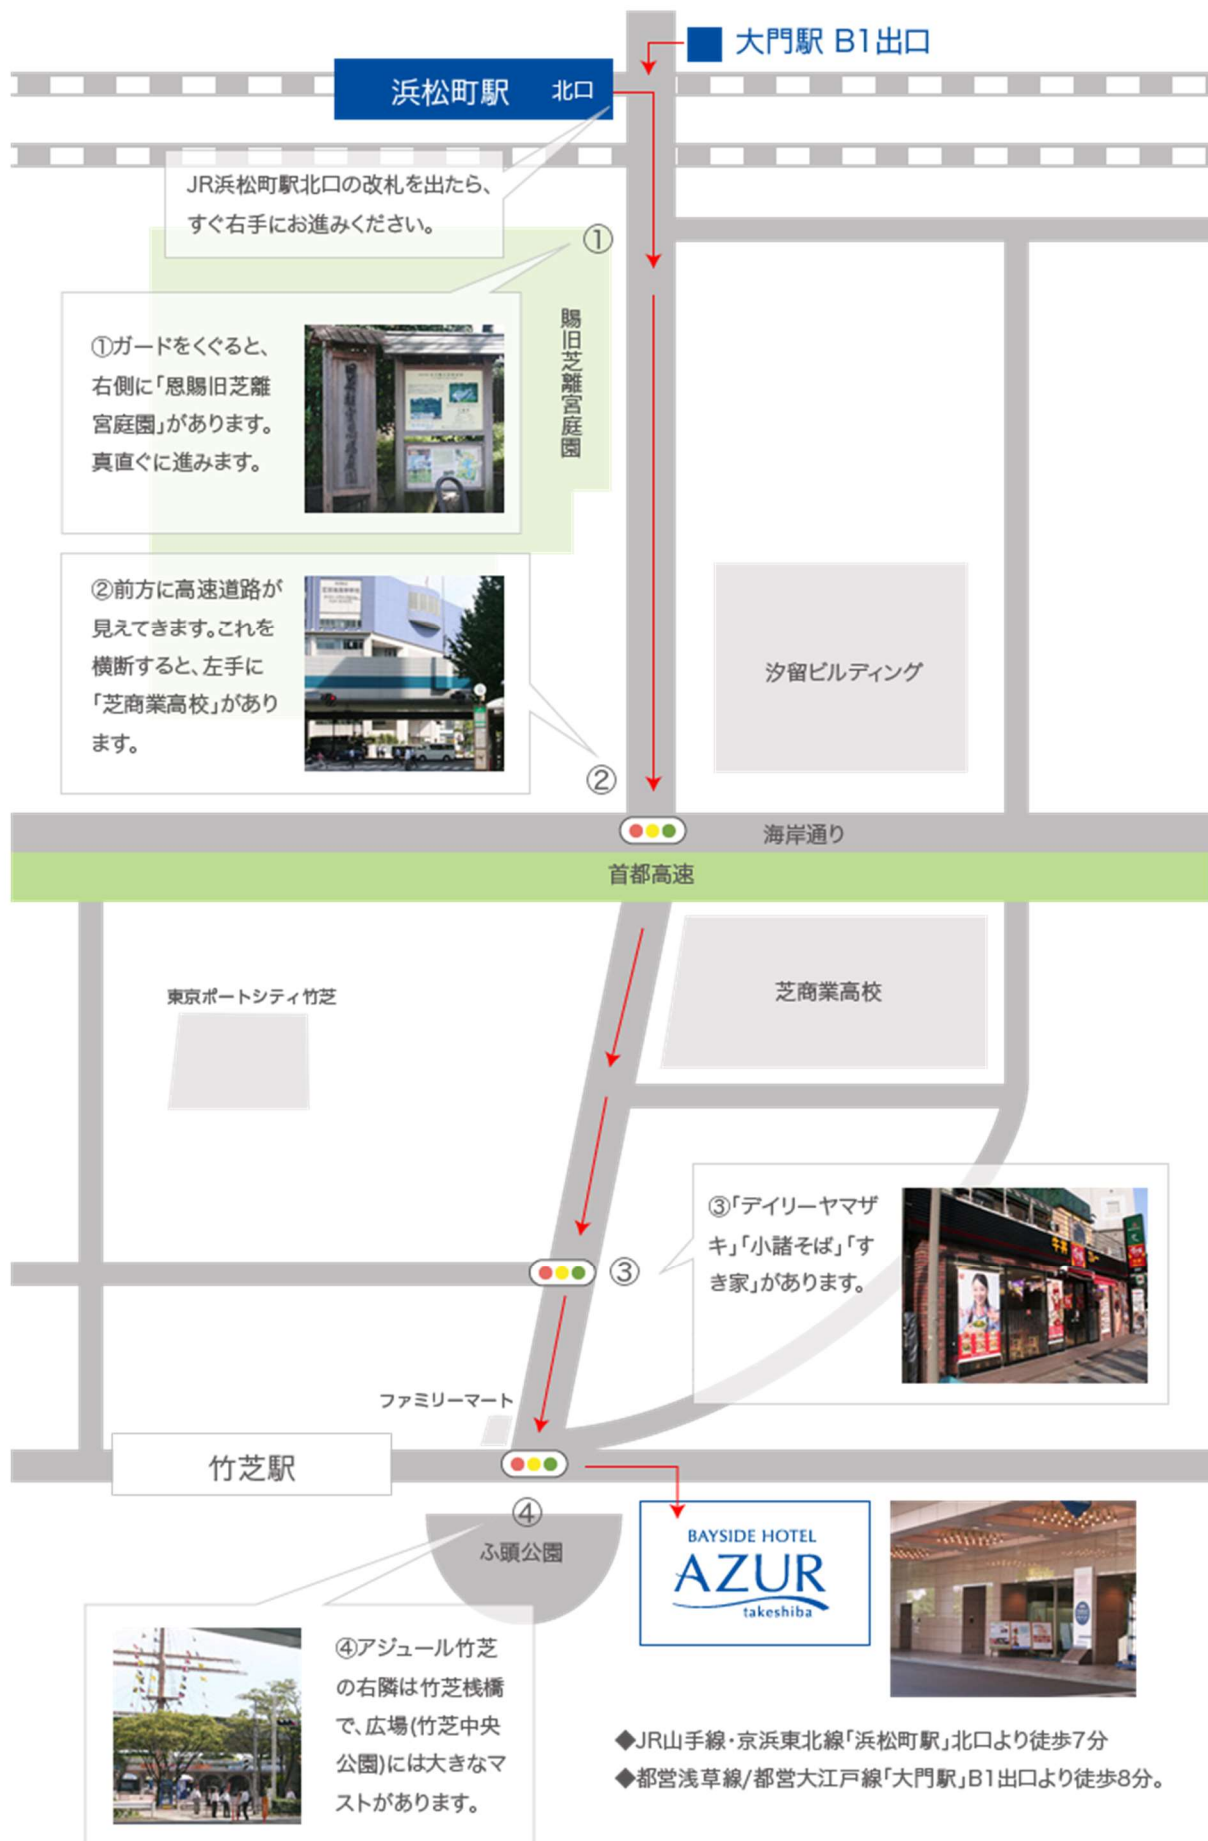 大門駅 B1出口
浜松町駅 北口
JR浜松町駅北口の改札を出たら、
すぐ右手にお進みください。
①
賜旧芝離宮庭園
①ガードをくぐると、
右側に「恩賜旧芝離
宮庭園」があります。
真直ぐに進みます。
②前方に高速道路が
見えてきます。これを
横断すると、左手に
「芝商業高校」があり
ます。
②
汐留ビルディング
海岸通り
首都高速
東京ポートシティ竹芝
芝商業高校
③「デイリーヤマザ
キ」「小諸そば」「す
き家」があります。
③
ファミリーマート
竹芝駅
④
ふ頭公園
BAYSIDE HOTEL
AZUR
takeshiba
④アジュール竹芝
の右隣は竹芝桟橋
で、広場(竹芝中央
公園)には大きなマ
ストがあります。
◆JR山手線・京浜東北線「浜松町駅」北口より徒歩7分
◆都営浅草線/都営大江戸線「大門駅」B1出口より徒歩8分。